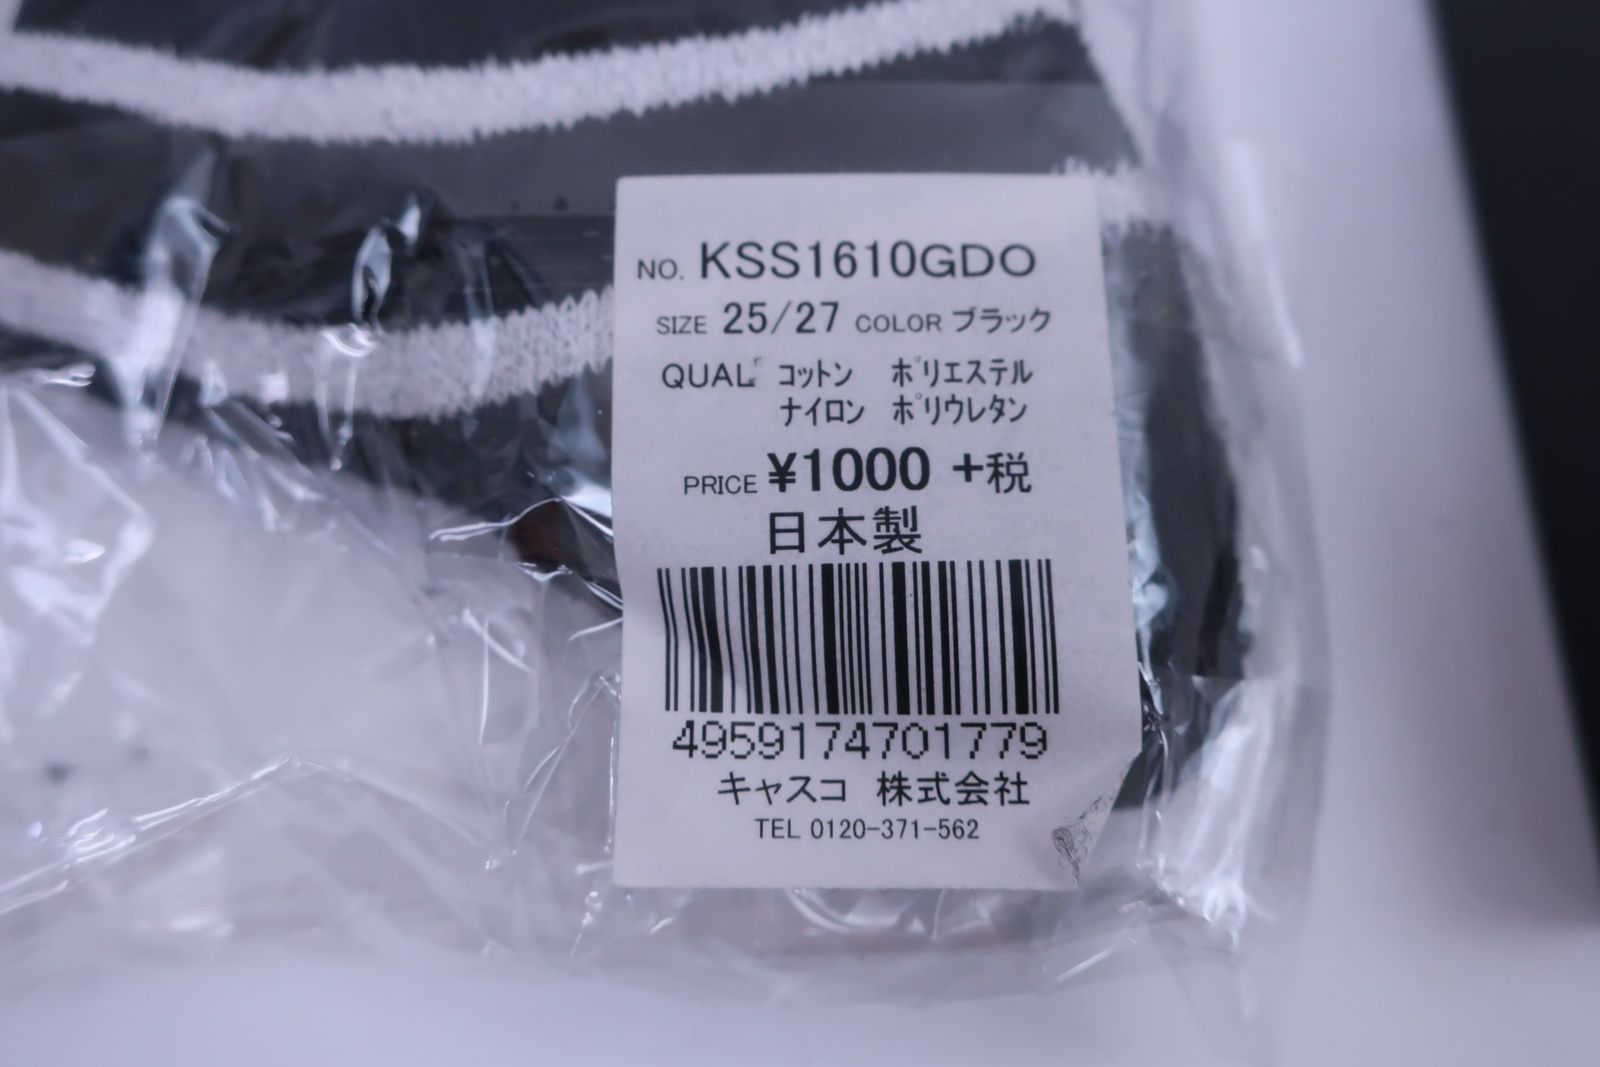 NO. KSS1610GDO
SIZE 25/27 COLOR ブラック
QUAL コットン ポリエステル
ナイロン ポリウレタン
PRICE ¥1000 +税
日本製
4959174701779
キャスコ 株式会社
TEL 0120-371-562